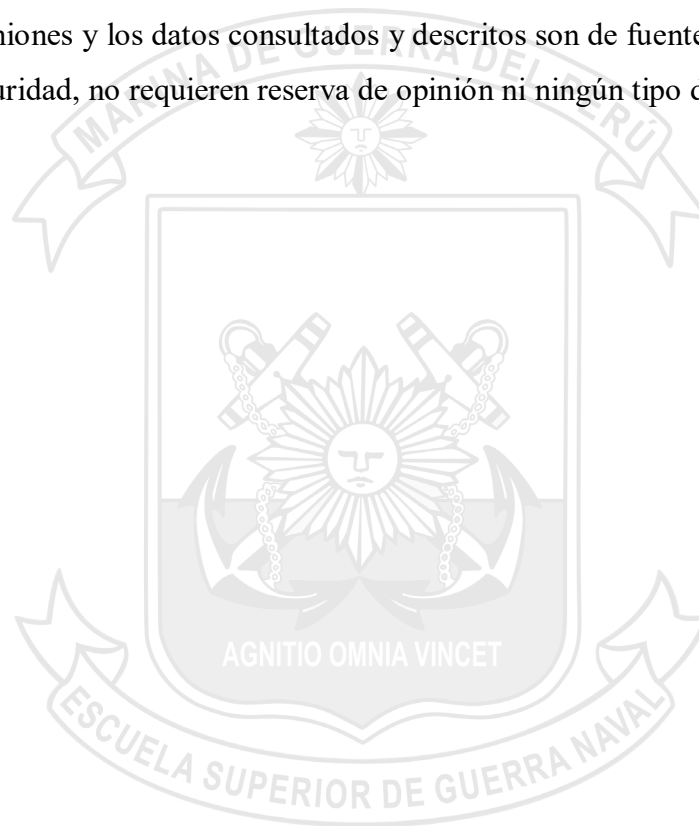 niones y los datos consultados y descritos son de fuente
uridad, no requieren reserva de opinión ni ningún tipo d
MARINA DE GUERRA DEL PERÚ
AGNITIO OMNIA VINCET
ESCUELA SUPERIOR DE GUERRA NAVAL